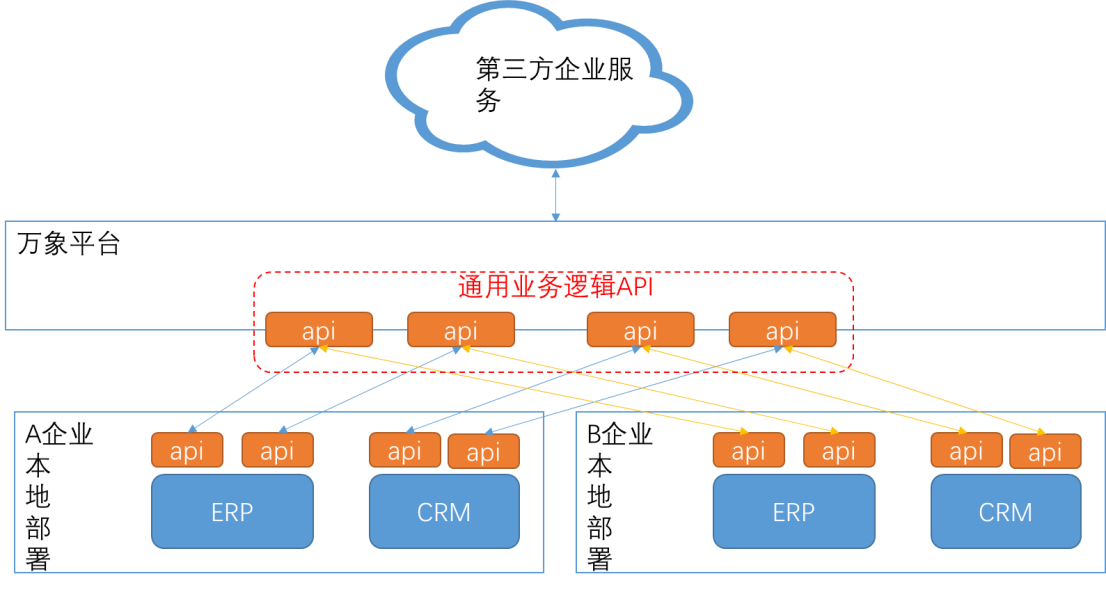 第三方企业服
务
万象平台
通用业务逻辑API
api
api
api
api
A企业
本
地
部
署
api
api
api
api
ERP
CRM
B企业
本
地
部
署
api
api
api
api
ERP
CRM